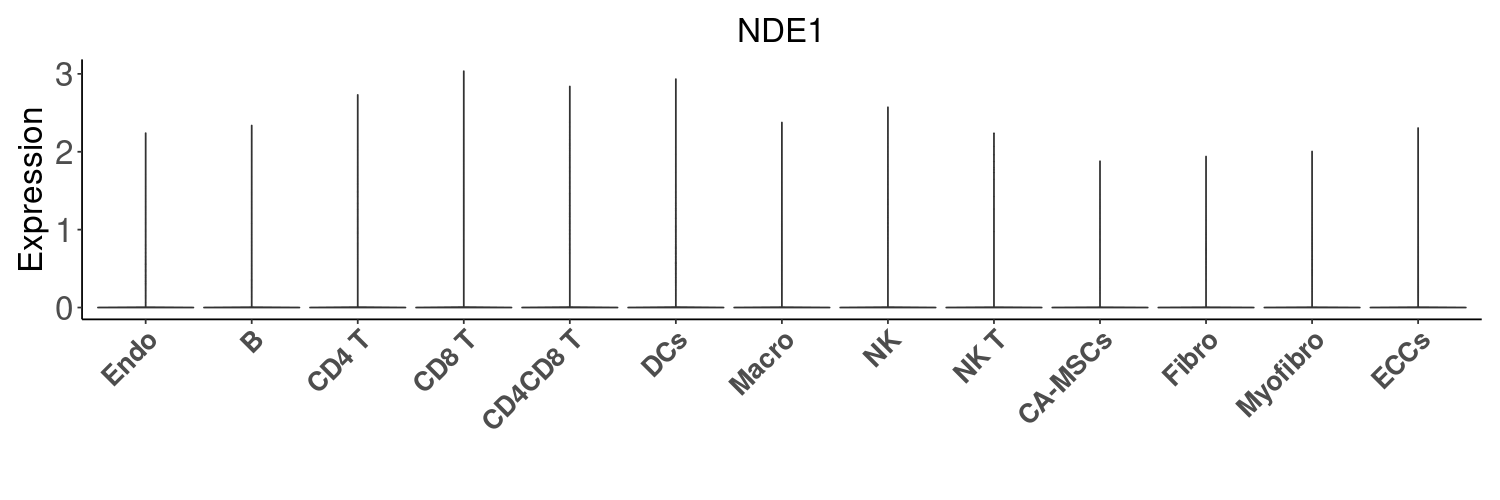 NDE1
Expression
3
2
1
0
Endo
B
CD4 T
CD8 T
CD4CD8 T
DCs
Macro
NK
NK T
CA-MSCs
Fibro
Myofibro
ECCs